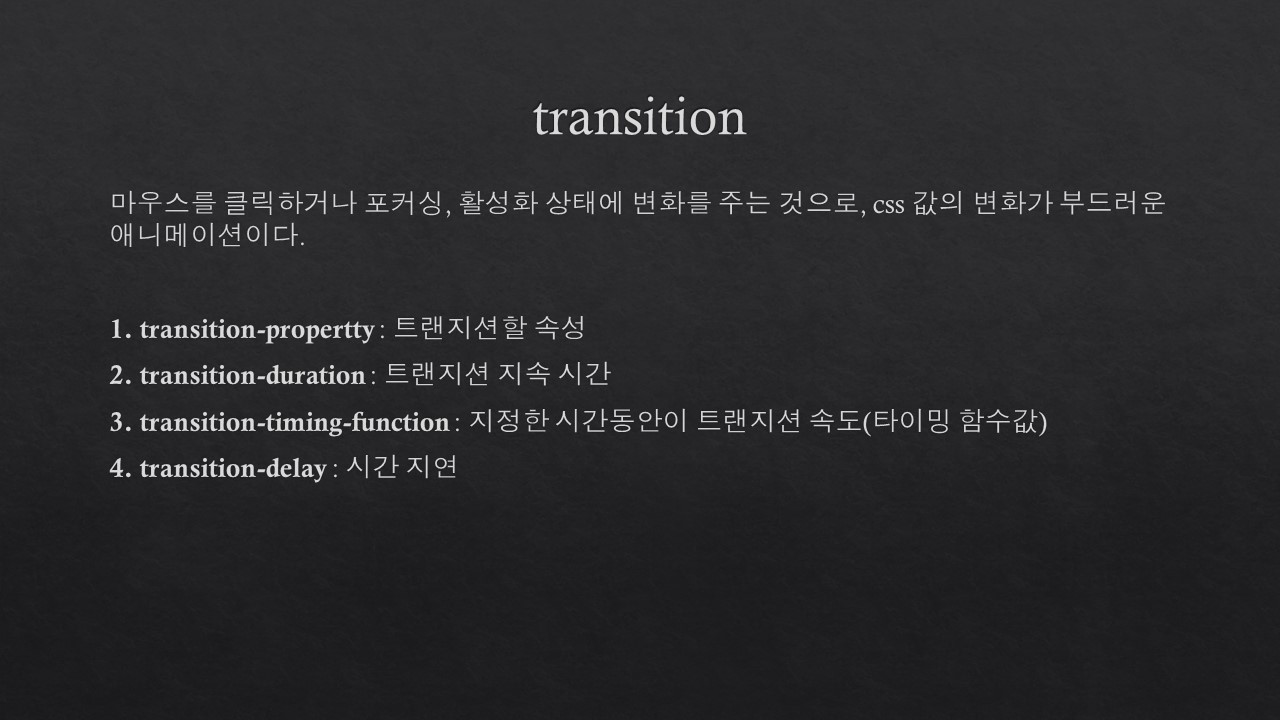 transition
마우스를 클릭하거나 포커싱, 활성화 상태에 변화를 주는 것으로, css 값의 변화가 부드러운
애니메이션이다.
1. transition-propertty : 트랜지션할 속성
2. transition-duration : 트랜지션 지속 시간
3. transition-timing-function : 지정한 시간동안이 트랜지션 속도(타이밍 함수값)
4. transition-delay : 시간 지연